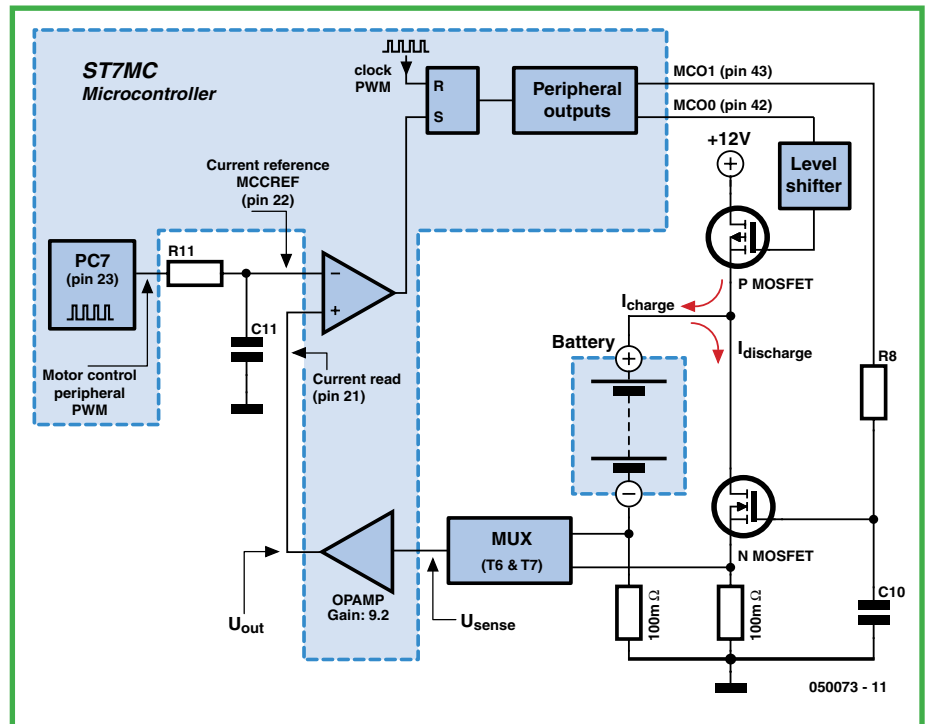 ST7MC
Microcontroller
clock
PWM
R
S
Peripheral
outputs
MCO1 (pin 43)
MCO0 (pin 42)
+12V
Level
shifter
Current reference
MCCREF
(pin 22)
PC7
(pin 23)
R11
C11
−
+
P MOSFET
Icharge
Idischarge
Battery
+
−
R8
Motor control
peripheral
PWM
Current read
(pin 21)
MUX
(T6 & T7)
N MOSFET
OPAMP
Gain: 9.2
Uout
Usense
100m Ω
100m Ω
C10
050073 - 11